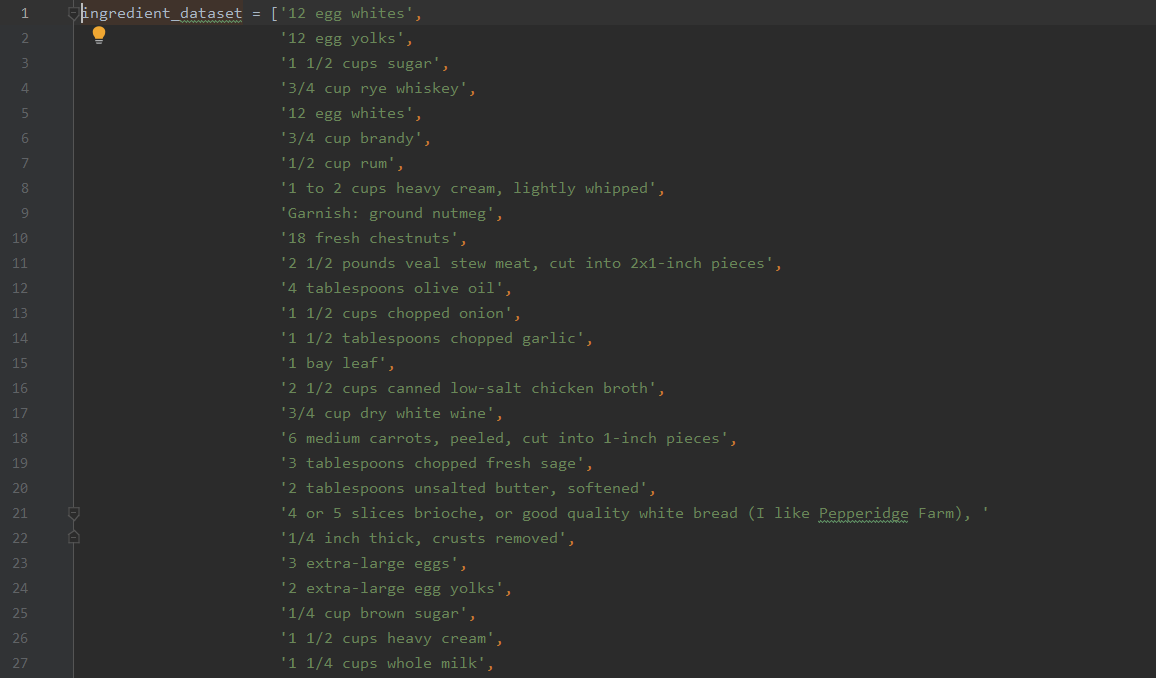 1 ingredient_dataset = ['12 egg whites',
2 '12 egg yolks',
3 '1 1/2 cups sugar',
4 '3/4 cup rye whiskey',
5 '12 egg whites',
6 '3/4 cup brandy',
7 '1/2 cup rum',
8 '1 to 2 cups heavy cream, lightly whipped',
9 'Garnish: ground nutmeg',
10 '18 fresh chestnuts',
11 '2 1/2 pounds veal stew meat, cut into 2x1-inch pieces',
12 '4 tablespoons olive oil',
13 '1 1/2 cups chopped onion',
14 '1 1/2 tablespoons chopped garlic',
15 '1 bay leaf',
16 '2 1/2 cups canned low-salt chicken broth',
17 '3/4 cup dry white wine',
18 '6 medium carrots, peeled, cut into 1-inch pieces',
19 '3 tablespoons chopped fresh sage',
20 '2 tablespoons unsalted butter, softened',
21 '4 or 5 slices brioche, or good quality white bread (I like Pepperidge Farm), '
22 '1/4 inch thick, crusts removed',
23 '3 extra-large eggs',
24 '2 extra-large egg yolks',
25 '1/4 cup brown sugar',
26 '1 1/2 cups heavy cream',
27 '1 1/4 cups whole milk',